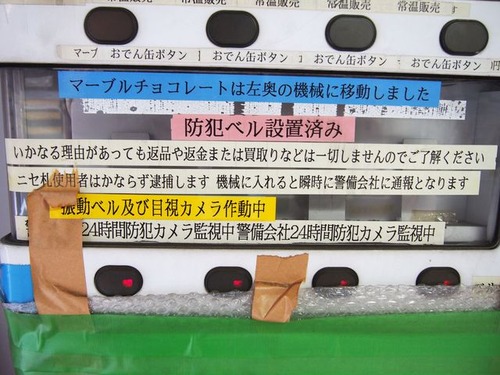 常温販売 常温販売 常温販売
マーブ おでん缶ボタン おでん缶ボタン おでん缶ボタン おでん缶ボタン
マーブルチョコレートは左奥の機械に移動しました
防犯ベル設置済み
いかなる理由があっても返品や返金または買取りなどは一切しませんのでご了解ください
ニセ札使用者はかならず逮捕します 機械に入れると瞬時に警備会社に通報となります
振動ベル及び目視カメラ作動中
24時間防犯カメラ監視中 警備会社24時間防犯カメラ監視中